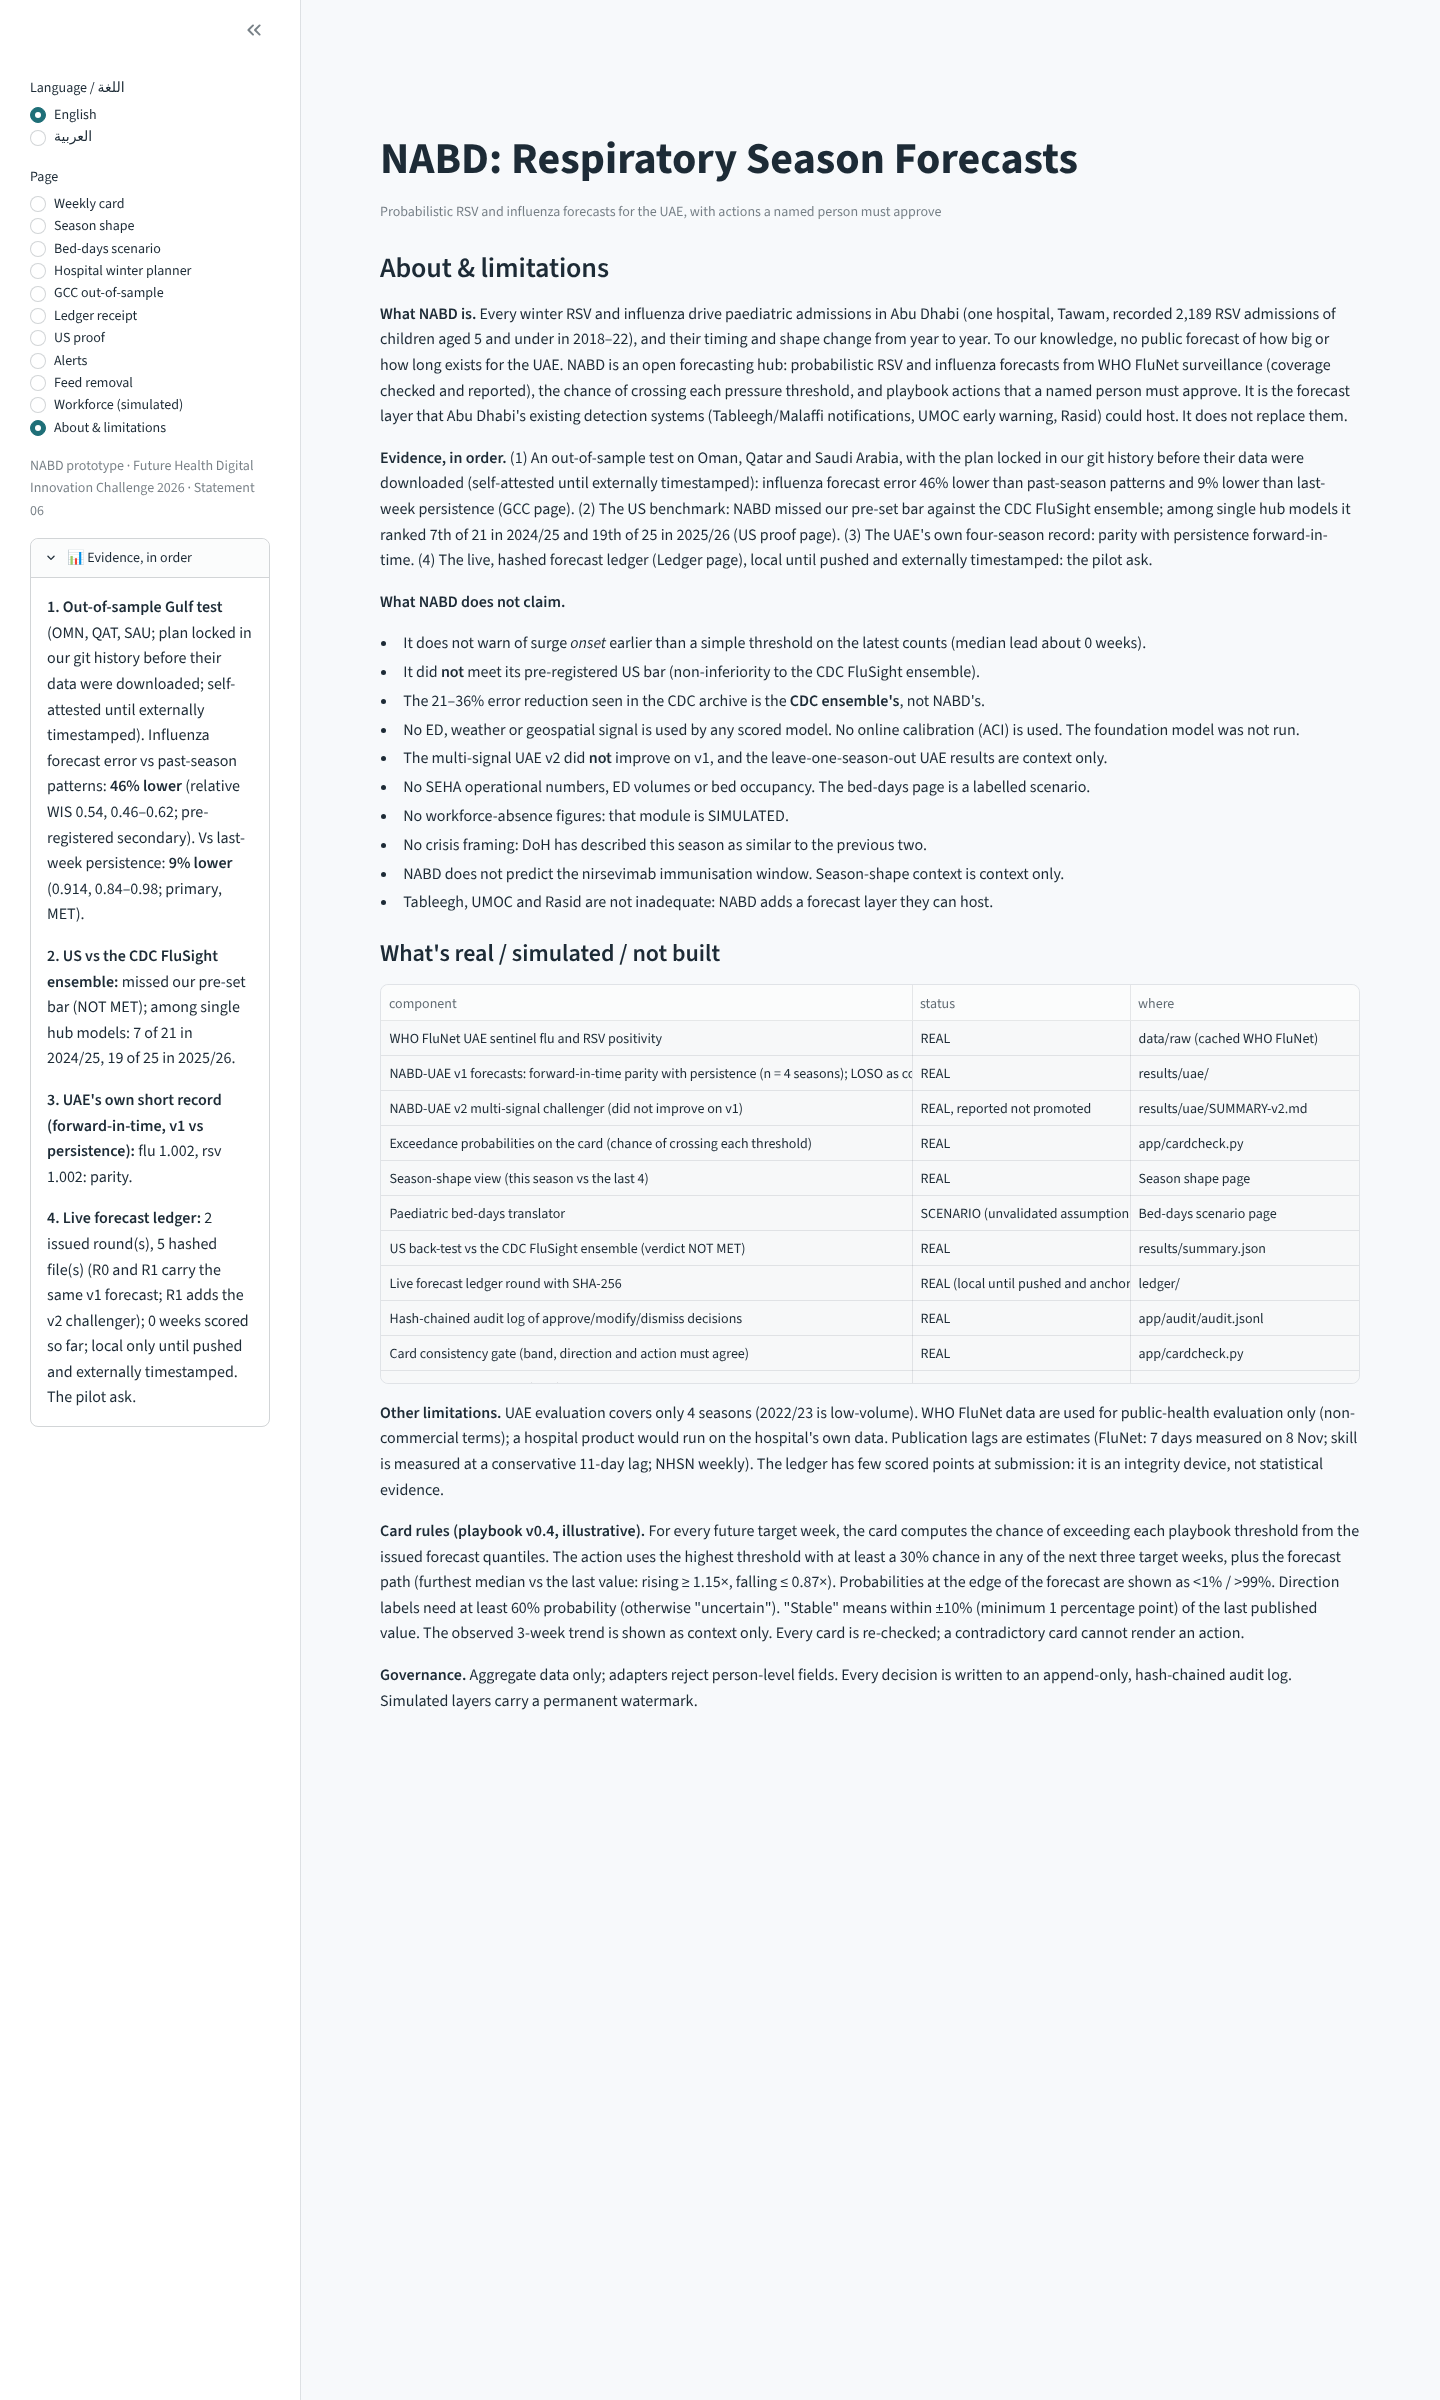 Language / اللغة
English
العربية
Page
Weekly card
Season shape
Bed-days scenario
Hospital winter planner
GCC out-of-sample
Ledger receipt
US proof
Alerts
Feed removal
Workforce (simulated)
About & limitations
NABD prototype · Future Health Digital
Innovation Challenge 2026 · Statement
06
📊 Evidence, in order
1. Out-of-sample Gulf test
(OMN, QAT, SAU; plan locked in
our git history before their
data were downloaded; self-
attested until externally
timestamped). Influenza
forecast error vs past-season
patterns: 46% lower (relative
WIS 0.54, 0.46–0.62; pre-
registered secondary). Vs last-
week persistence: 9% lower
(0.914, 0.84–0.98; primary,
MET).
2. US vs the CDC FluSight
ensemble: missed our pre-set
bar (NOT MET); among single
hub models: 7 of 21 in
2024/25, 19 of 25 in 2025/26.
3. UAE's own short record
(forward-in-time, v1 vs
persistence): flu 1.002, rsv
1.002: parity.
4. Live forecast ledger: 2
issued round(s), 5 hashed
file(s) (R0 and R1 carry the
same v1 forecast; R1 adds the
v2 challenger); 0 weeks scored
so far; local only until pushed
and externally timestamped.
The pilot ask.
NABD: Respiratory Season Forecasts
Probabilistic RSV and influenza forecasts for the UAE, with actions a named person must approve
About & limitations
What NABD is. Every winter RSV and influenza drive paediatric admissions in Abu Dhabi (one hospital, Tawam, recorded 2,189 RSV admissions of
children aged 5 and under in 2018–22), and their timing and shape change from year to year. To our knowledge, no public forecast of how big or
how long exists for the UAE. NABD is an open forecasting hub: probabilistic RSV and influenza forecasts from WHO FluNet surveillance (coverage
checked and reported), the chance of crossing each pressure threshold, and playbook actions that a named person must approve. It is the forecast
layer that Abu Dhabi's existing detection systems (Tableegh/Malaffi notifications, UMOC early warning, Rasid) could host. It does not replace them.
Evidence, in order. (1) An out-of-sample test on Oman, Qatar and Saudi Arabia, with the plan locked in our git history before their data were
downloaded (self-attested until externally timestamped): influenza forecast error 46% lower than past-season patterns and 9% lower than last-
week persistence (GCC page). (2) The US benchmark: NABD missed our pre-set bar against the CDC FluSight ensemble; among single hub models it
ranked 7th of 21 in 2024/25 and 19th of 25 in 2025/26 (US proof page). (3) The UAE's own four-season record: parity with persistence forward-in-
time. (4) The live, hashed forecast ledger (Ledger page), local until pushed and externally timestamped: the pilot ask.
What NABD does not claim.
• It does not warn of surge onset earlier than a simple threshold on the latest counts (median lead about 0 weeks).
• It did not meet its pre-registered US bar (non-inferiority to the CDC FluSight ensemble).
• The 21–36% error reduction seen in the CDC archive is the CDC ensemble's, not NABD's.
• No ED, weather or geospatial signal is used by any scored model. No online calibration (ACI) is used. The foundation model was not run.
• The multi-signal UAE v2 did not improve on v1, and the leave-one-season-out UAE results are context only.
• No SEHA operational numbers, ED volumes or bed occupancy. The bed-days page is a labelled scenario.
• No workforce-absence figures: that module is SIMULATED.
• No crisis framing: DoH has described this season as similar to the previous two.
• NABD does not predict the nirsevimab immunisation window. Season-shape context is context only.
• Tableegh, UMOC and Rasid are not inadequate: NABD adds a forecast layer they can host.
What's real / simulated / not built
component status where
WHO FluNet UAE sentinel flu and RSV positivity REAL data/raw (cached WHO FluNet)
NABD-UAE v1 forecasts: forward-in-time parity with persistence (n = 4 seasons); LOSO as co REAL results/uae/
NABD-UAE v2 multi-signal challenger (did not improve on v1) REAL, reported not promoted results/uae/SUMMARY-v2.md
Exceedance probabilities on the card (chance of crossing each threshold) REAL app/cardcheck.py
Season-shape view (this season vs the last 4) REAL Season shape page
Paediatric bed-days translator SCENARIO (unvalidated assumption Bed-days scenario page
US back-test vs the CDC FluSight ensemble (verdict NOT MET) REAL results/summary.json
Live forecast ledger round with SHA-256 REAL (local until pushed and anchor ledger/
Hash-chained audit log of approve/modify/dismiss decisions REAL app/audit/audit.jsonl
Card consistency gate (band, direction and action must agree) REAL app/cardcheck.py
Other limitations. UAE evaluation covers only 4 seasons (2022/23 is low-volume). WHO FluNet data are used for public-health evaluation only (non-
commercial terms); a hospital product would run on the hospital's own data. Publication lags are estimates (FluNet: 7 days measured on 8 Nov; skill
is measured at a conservative 11-day lag; NHSN weekly). The ledger has few scored points at submission: it is an integrity device, not statistical
evidence.
Card rules (playbook v0.4, illustrative). For every future target week, the card computes the chance of exceeding each playbook threshold from the
issued forecast quantiles. The action uses the highest threshold with at least a 30% chance in any of the next three target weeks, plus the forecast
path (furthest median vs the last value: rising ≥ 1.15×, falling ≤ 0.87×). Probabilities at the edge of the forecast are shown as <1% / >99%. Direction
labels need at least 60% probability (otherwise "uncertain"). "Stable" means within ±10% (minimum 1 percentage point) of the last published
value. The observed 3-week trend is shown as context only. Every card is re-checked; a contradictory card cannot render an action.
Governance. Aggregate data only; adapters reject person-level fields. Every decision is written to an append-only, hash-chained audit log.
Simulated layers carry a permanent watermark.